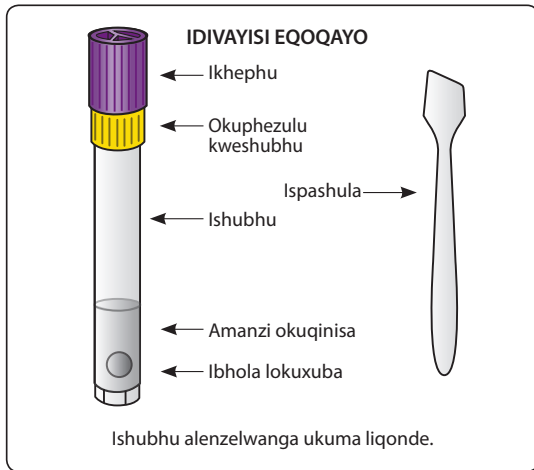 IDIVAYISI EQOQAYO
Ikhephu
Okuphezulu
kweshubhu
Ispashula
Ishubhu
Amanzi okuqinisa
Ibhola lokuxuba
Ishubhu alenzelwanga ukuma liqonde.